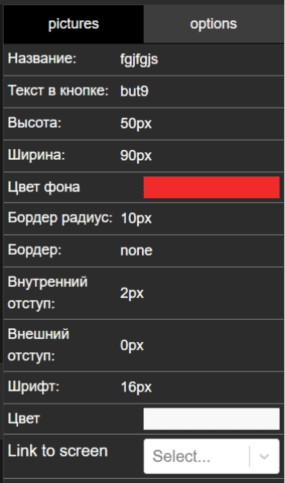 pictures options
Название: fgjfgjs
Текст в кнопке: but9
Высота: 50px
Ширина: 90px
Цвет фона
Бордер радиус: 10px
Бордер: none
Внутренний
отступ: 2px
Внешний
отступ: 0px
Шрифт: 16px
Цвет
Link to screen Select...